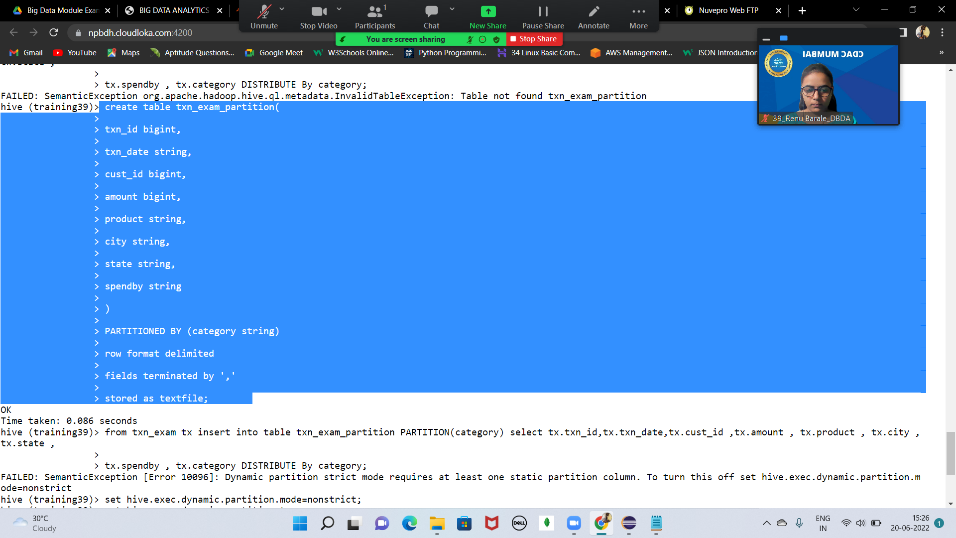 Big Data Module Exam
BIG DATA ANALYTICS
Nuvepro Web FTP
Unmute
Stop Video
1
Participants
Chat
New Share
Pause Share
Annotate
More
You are screen sharing
Stop Share
npbdh.cloudloka.com:4200
Gmail
YouTube
Maps
Aptitude Questions...
Google Meet
W3Schools Online...
Python Programmi...
34 Linux Basic Com...
AWS Management...
JSON Introduction
»
CDAC MUMBAI
38_Renu Barale_DBDA
>
> tx.spendby , tx.category DISTRIBUTE By category;
FAILED: SemanticException org.apache.hadoop.hive.ql.metadata.InvalidTableException: Table not found txn_exam_partition
hive (training39)> create table txn_exam_partition(
>
> txn_id bigint,
>
> txn_date string,
>
> cust_id bigint,
>
> amount bigint,
>
> product string,
>
> city string,
>
> state string,
>
> spendby string
>
> )
>
> PARTITIONED BY (category string)
>
> row format delimited
>
> fields terminated by ','
>
> stored as textfile;
OK
Time taken: 0.086 seconds
hive (training39)> from txn_exam tx insert into table txn_exam_partition PARTITION(category) select tx.txn_id,tx.txn_date,tx.cust_id ,tx.amount , tx.product , tx.city ,
tx.state ,
>
> tx.spendby , tx.category DISTRIBUTE By category;
FAILED: SemanticException [Error 10096]: Dynamic partition strict mode requires at least one static partition column. To turn this off set hive.exec.dynamic.partition.m
ode=nonstrict
hive (training39)> set hive.exec.dynamic.partition.mode=nonstrict;
30°C
Cloudy
DELL
ENG
IN
15:26
20-06-2022
1